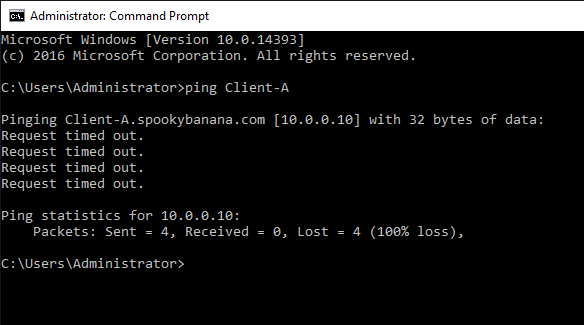 Administrator: Command Prompt
Microsoft Windows [Version 10.0.14393]
(c) 2016 Microsoft Corporation. All rights reserved.
C:\Users\Administrator>ping Client-A
Pinging Client-A.spookybanana.com [10.0.0.10] with 32 bytes of data:
Request timed out.
Request timed out.
Request timed out.
Request timed out.
Ping statistics for 10.0.0.10:
    Packets: Sent = 4, Received = 0, Lost = 4 (100% loss),
C:\Users\Administrator>